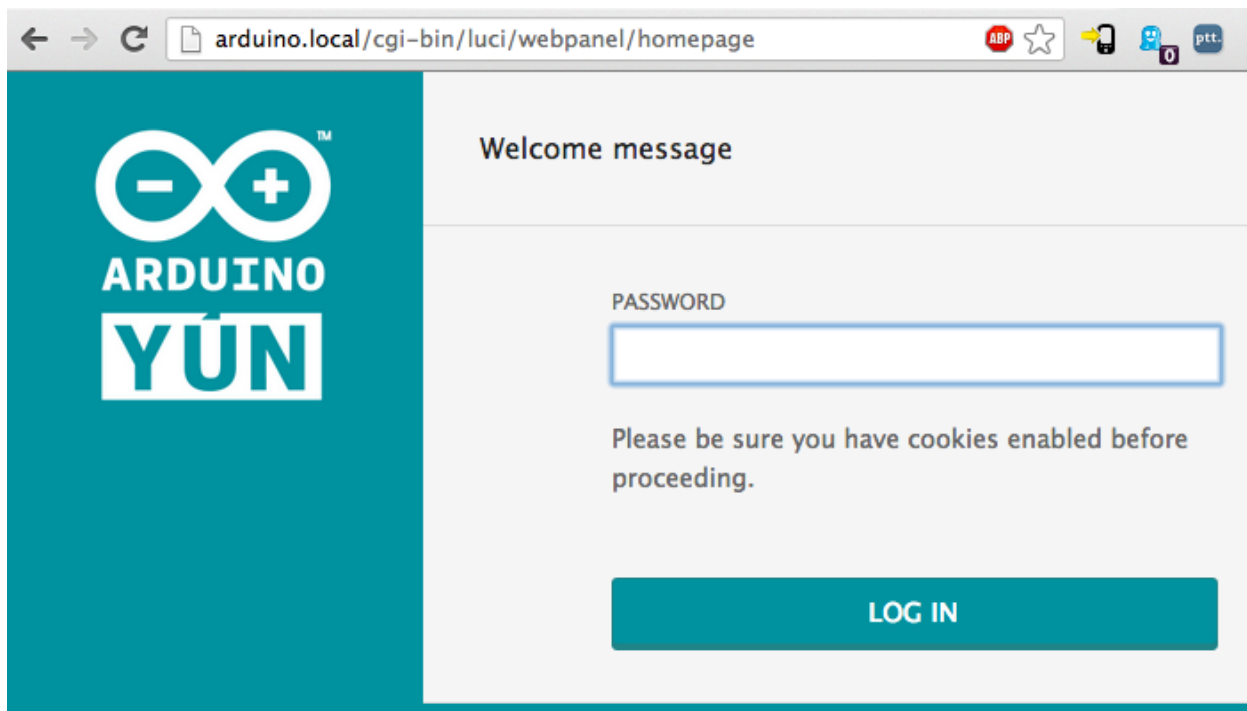 arduino.local/cgi-bin/luci/webpanel/homepage
ABP
0
ptt.
TM
ARDUINO
YÚN
Welcome message
PASSWORD
Please be sure you have cookies enabled before
proceeding.
LOG IN